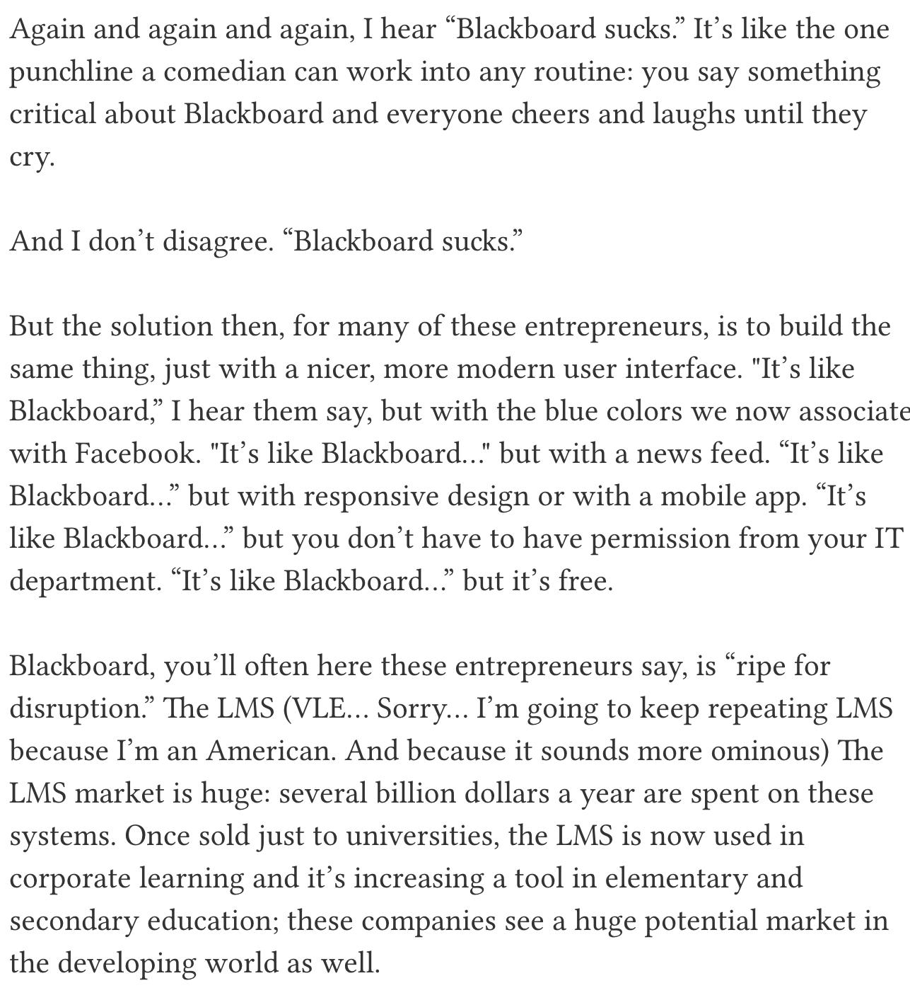 Again and again and again, I hear “Blackboard sucks.” It’s like the one
punchline a comedian can work into any routine: you say something
critical about Blackboard and everyone cheers and laughs until they
cry.
And I don’t disagree. “Blackboard sucks.”
But the solution then, for many of these entrepreneurs, is to build the
same thing, just with a nicer, more modern user interface. "It’s like
Blackboard,” I hear them say, but with the blue colors we now associate
with Facebook. "It’s like Blackboard…" but with a news feed. “It’s like
Blackboard…” but with responsive design or with a mobile app. “It’s
like Blackboard…” but you don’t have to have permission from your IT
department. “It’s like Blackboard…” but it’s free.
Blackboard, you’ll often here these entrepreneurs say, is “ripe for
disruption.” The LMS (VLE… Sorry… I’m going to keep repeating LMS
because I’m an American. And because it sounds more ominous) The
LMS market is huge: several billion dollars a year are spent on these
systems. Once sold just to universities, the LMS is now used in
corporate learning and it’s increasing a tool in elementary and
secondary education; these companies see a huge potential market in
the developing world as well.